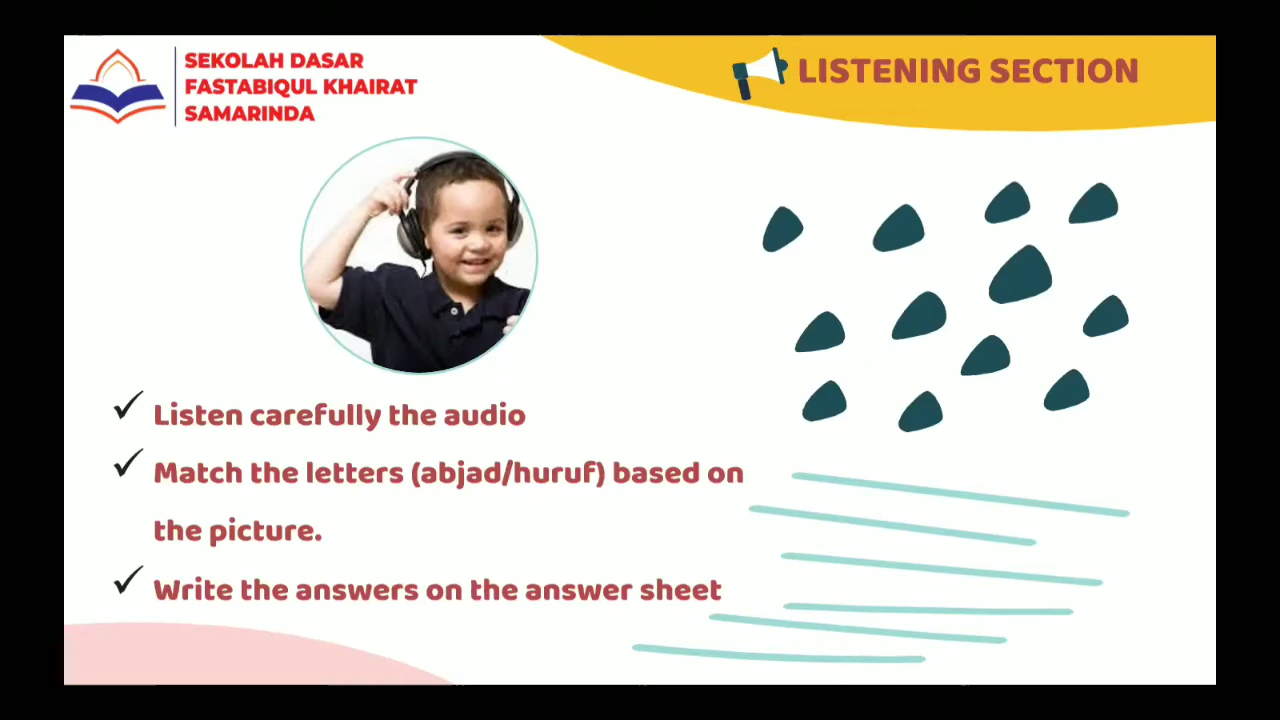 SEKOLAH DASAR
FASTABIQUL KHAIRAT
SAMARINDA
LISTENING SECTION
Listen carefully the audio
Match the letters (abjad/huruf) based on
the picture.
Write the answers on the answer sheet